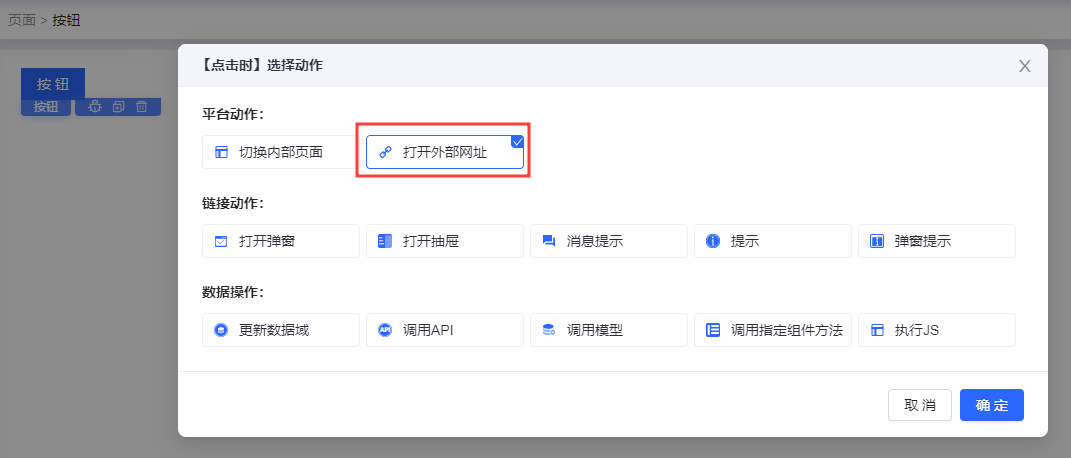 页面 > 按钮
按 钮
按钮
【点击时】选择动作
平台动作：
切换内部页面
打开外部网址
链接动作：
打开弹窗
打开抽屉
消息提示
提示
弹窗提示
数据操作：
更新数据域
API
调用API
调用模型
调用指定组件方法
执行JS
取 消
确 定